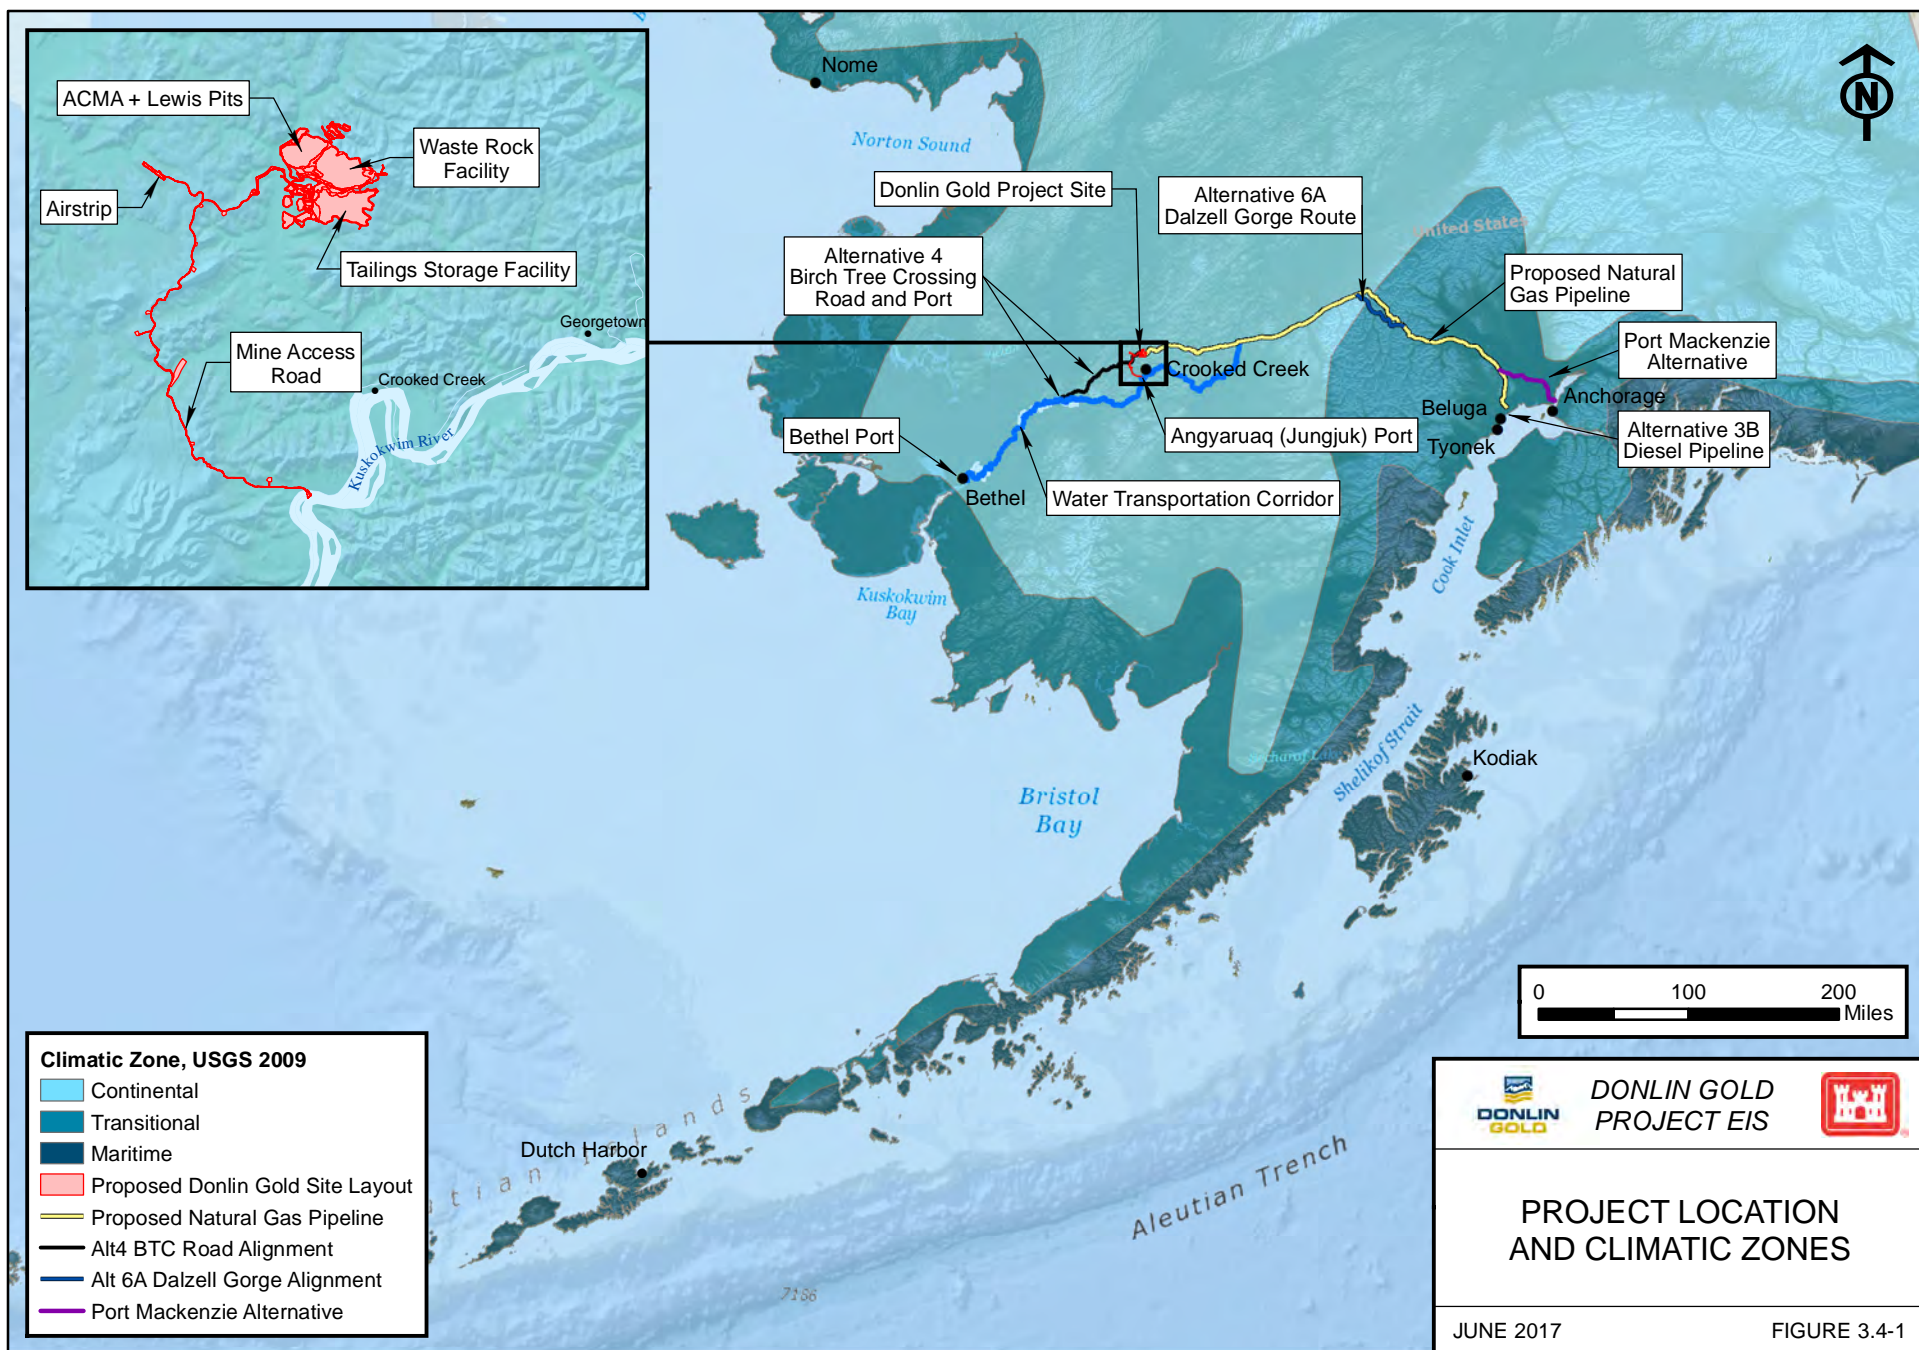 ACMA + Lewis Pits
Waste Rock
Facility
Airstrip
Tailings Storage Facility
Georgetown
Mine Access
Road
Crooked Creek
Kuskokwim River
Nome
Norton Sound
Donlin Gold Project Site
Alternative 6A
Dalzell Gorge Route
United States
Alternative 4
Birch Tree Crossing
Road and Port
Proposed Natural
Gas Pipeline
Port Mackenzie
Alternative
Crooked Creek
Anchorage
Beluga
Tyonek
Bethel Port
Angyaruaq (Jungjuk) Port
Alternative 3B
Diesel Pipeline
Bethel
Water Transportation Corridor
Cook Inlet
Kuskokwim
Bay
Shelikof Strait
Kodiak
Bristol
Bay
0 100 200
Miles
Climatic Zone, USGS 2009
Continental
Transitional
Maritime
Proposed Donlin Gold Site Layout
Proposed Natural Gas Pipeline
Alt4 BTC Road Alignment
Alt 6A Dalzell Gorge Alignment
Port Mackenzie Alternative
Dutch Harbor
Aleutian Trench
7166
N
DONLIN
GOLD
DONLIN GOLD
PROJECT EIS
PROJECT LOCATION
AND CLIMATIC ZONES
JUNE 2017
FIGURE 3.4-1